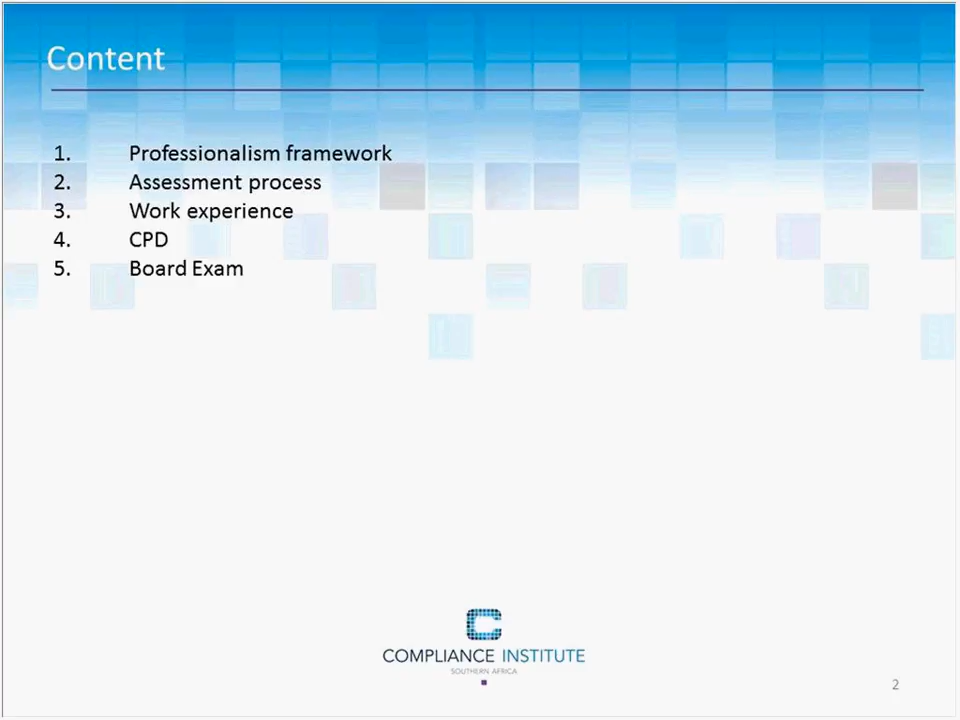 Content
1. Professionalism framework
2. Assessment process
3. Work experience
4. CPD
5. Board Exam
COMPLIANCE INSTITUTE
SOUTHERN AFRICA
2